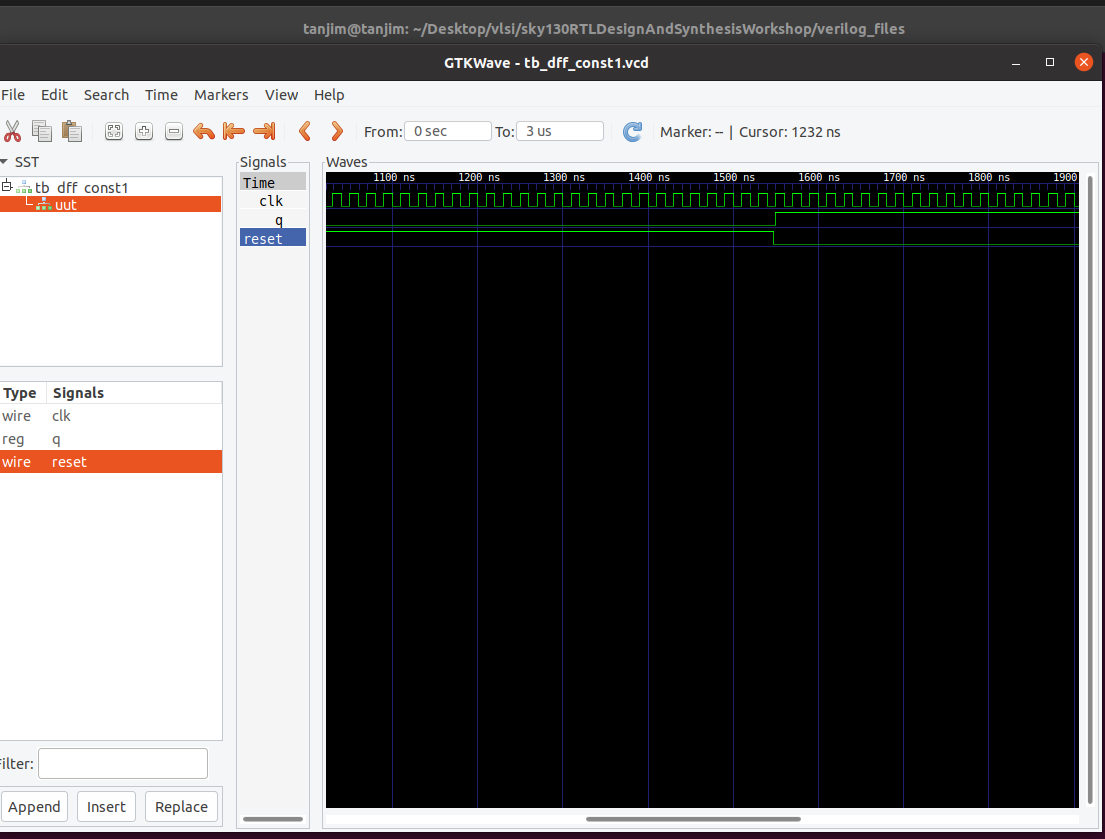 tanjim@tanjim: ~/Desktop/vlsi/sky130RTLDesignAndSynthesisWorkshop/verilog_files
GTKWave - tb_dff_const1.vcd
File Edit Search Time Markers View Help
From: 0 sec To: 3 us Marker: -- | Cursor: 1232 ns
SST
tb_dff_const1
uut
Type Signals
wire clk
reg q
wire reset
Filter:
Append Insert Replace
Signals
Time
clk
q
reset
Waves
1100 ns 1200 ns 1300 ns 1400 ns 1500 ns 1600 ns 1700 ns 1800 ns 1900